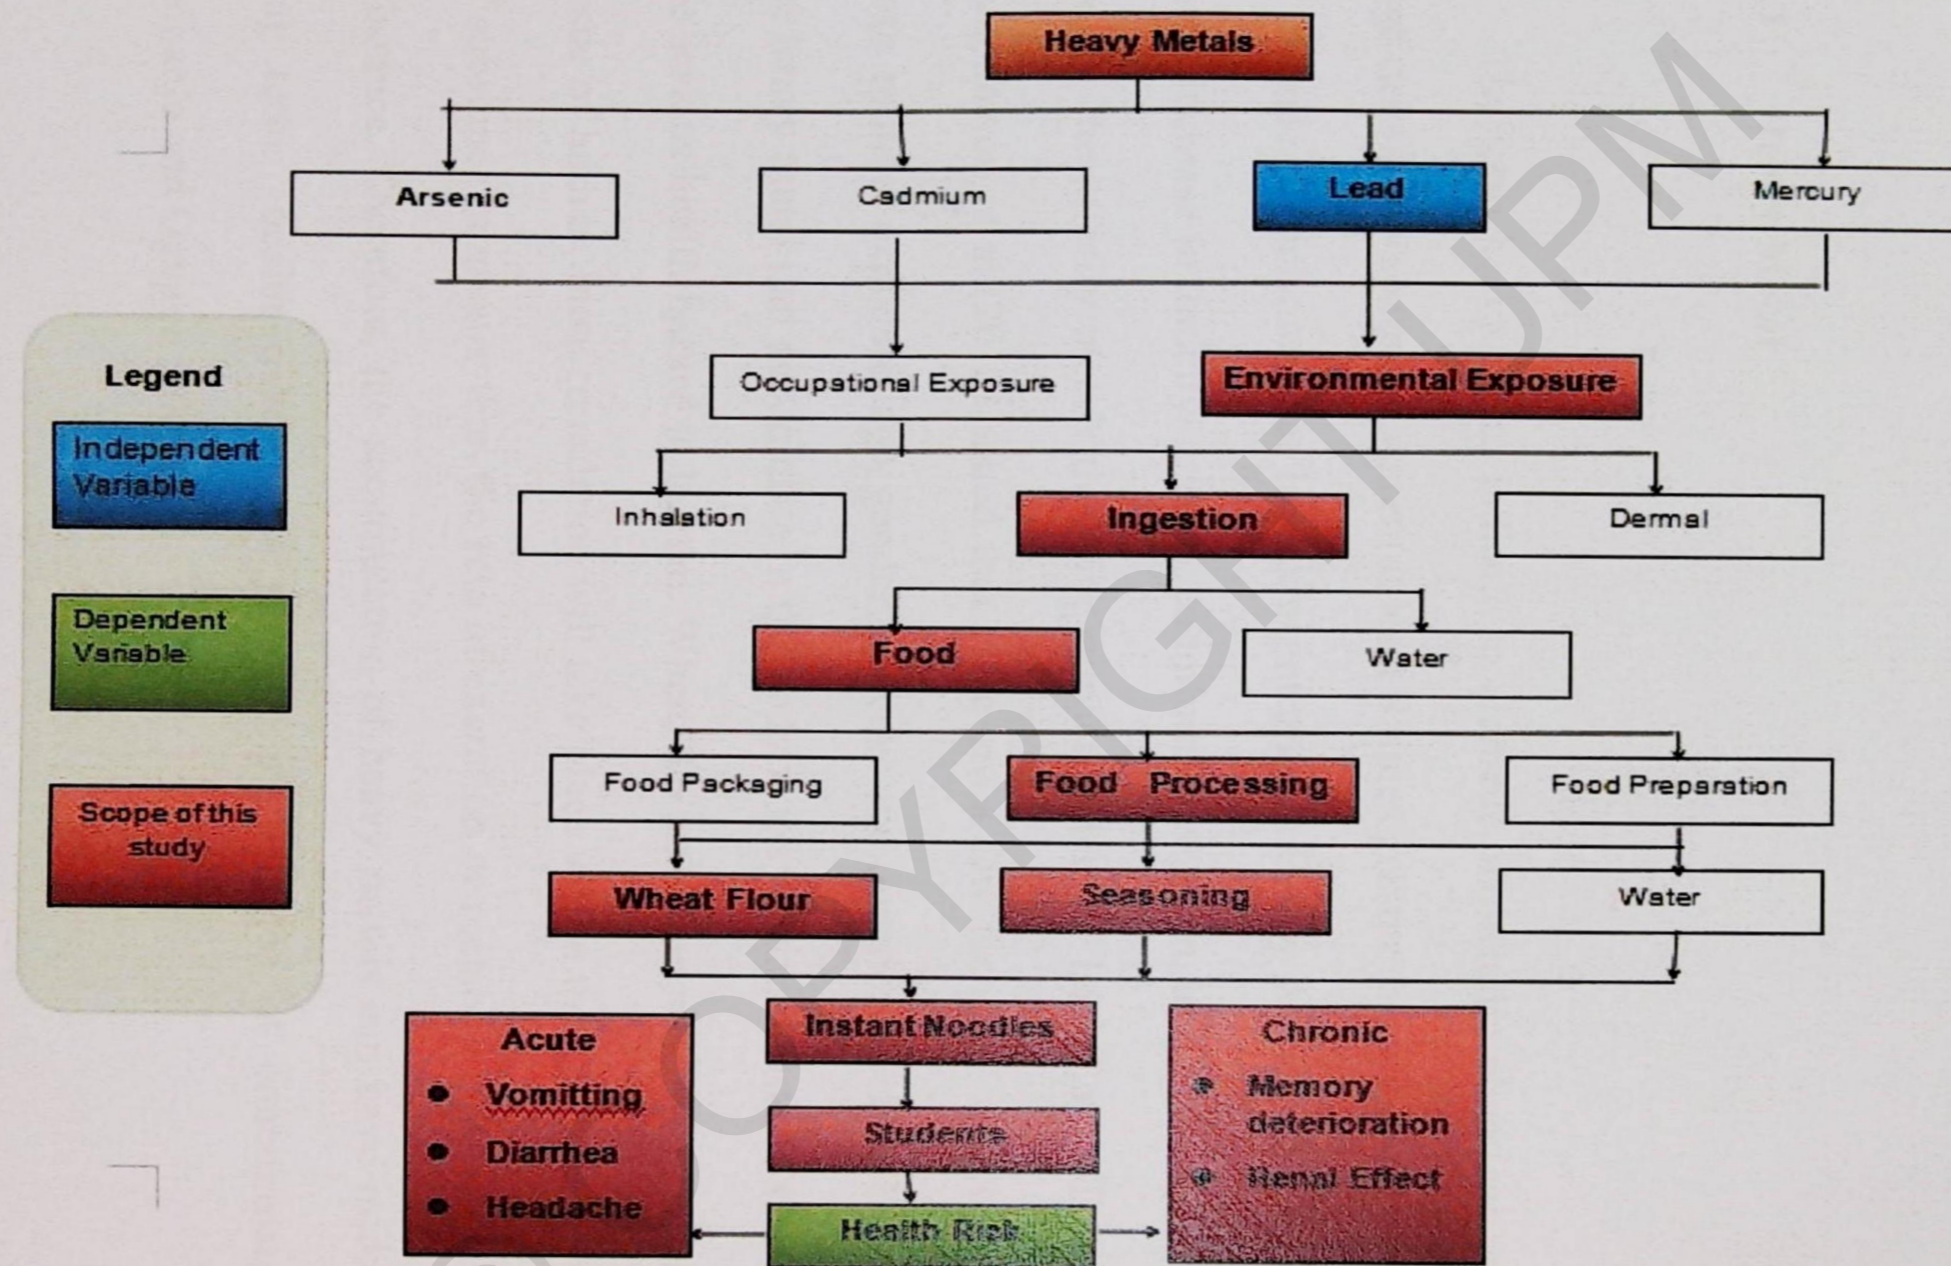 Heavy Metals
Arsenic
Cadmium
Lead
Mercury
Legend
Independent
Variable
Dependent
Variable
Scope of this
study
Occupational Exposure
Environmental Exposure
Inhalation
Ingestion
Dermal
Food
Water
Food Packaging
Food Processing
Food Preparation
Wheat Flour
Seasoning
Water
Instant Noodles
Students
Health Risk
Acute
● Vomitting
● Diarrhea
● Headache
Chronic
● Memory
deterioration
● Renal Effect
COPYRIGHT UPM